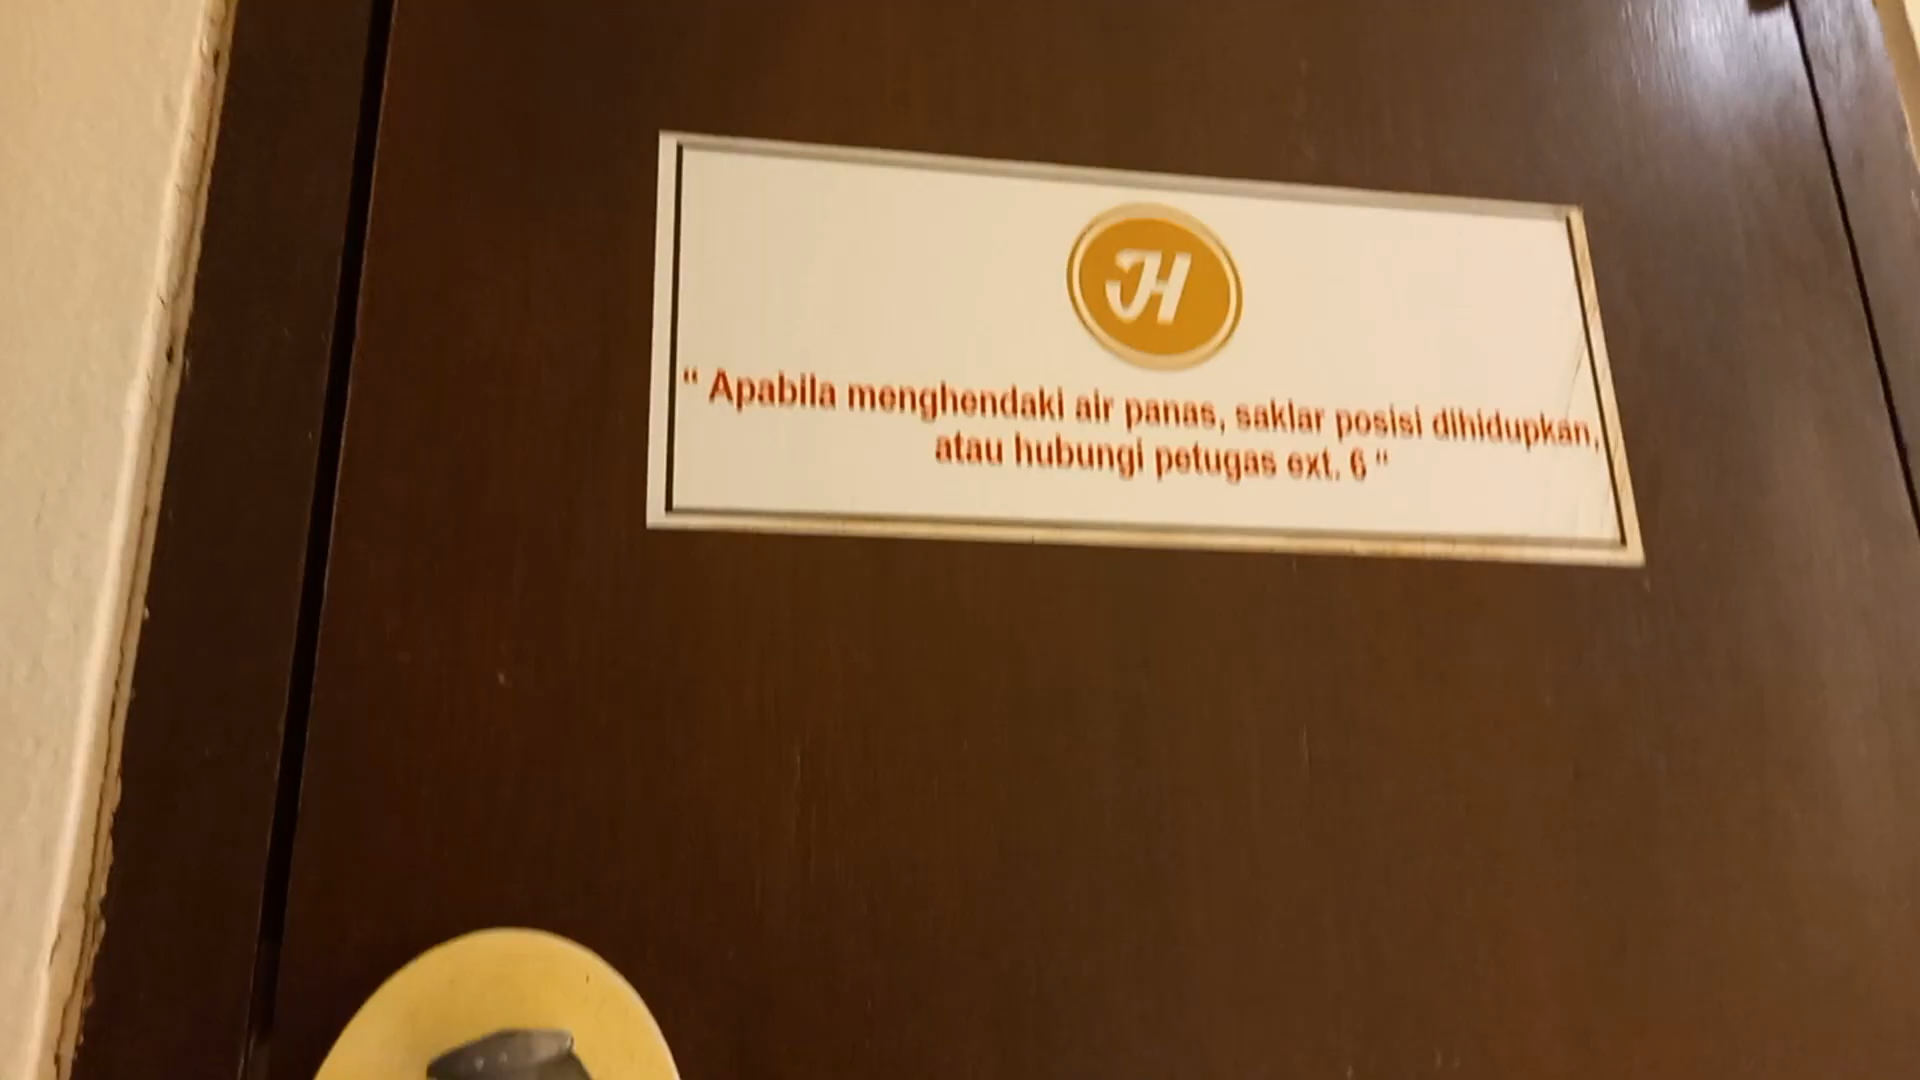 JH
“ Apabila menghendaki air panas, saklar posisi dihidupkan,
atau hubungi petugas ext. 6 “